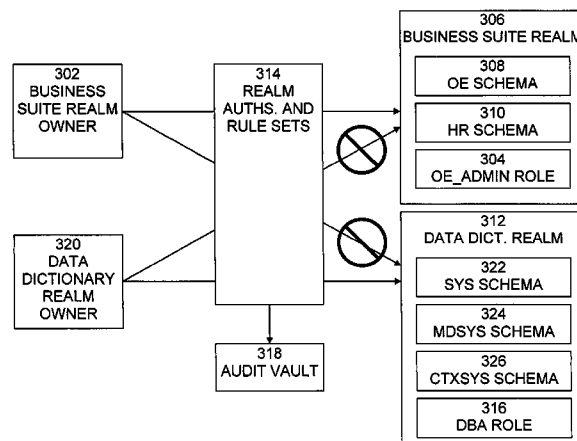 302
BUSINESS
SUITE REALM
OWNER
320
DATA
DICTIONARY
REALM
OWNER
314
REALM
AUTHS. AND
RULE SETS
318
AUDIT VAULT
306
BUSINESS SUITE REALM
308
OE SCHEMA
310
HR SCHEMA
304
OE_ADMIN ROLE
312
DATA DICT. REALM
322
SYS SCHEMA
324
MDSYS SCHEMA
326
CTXSYS SCHEMA
316
DBA ROLE